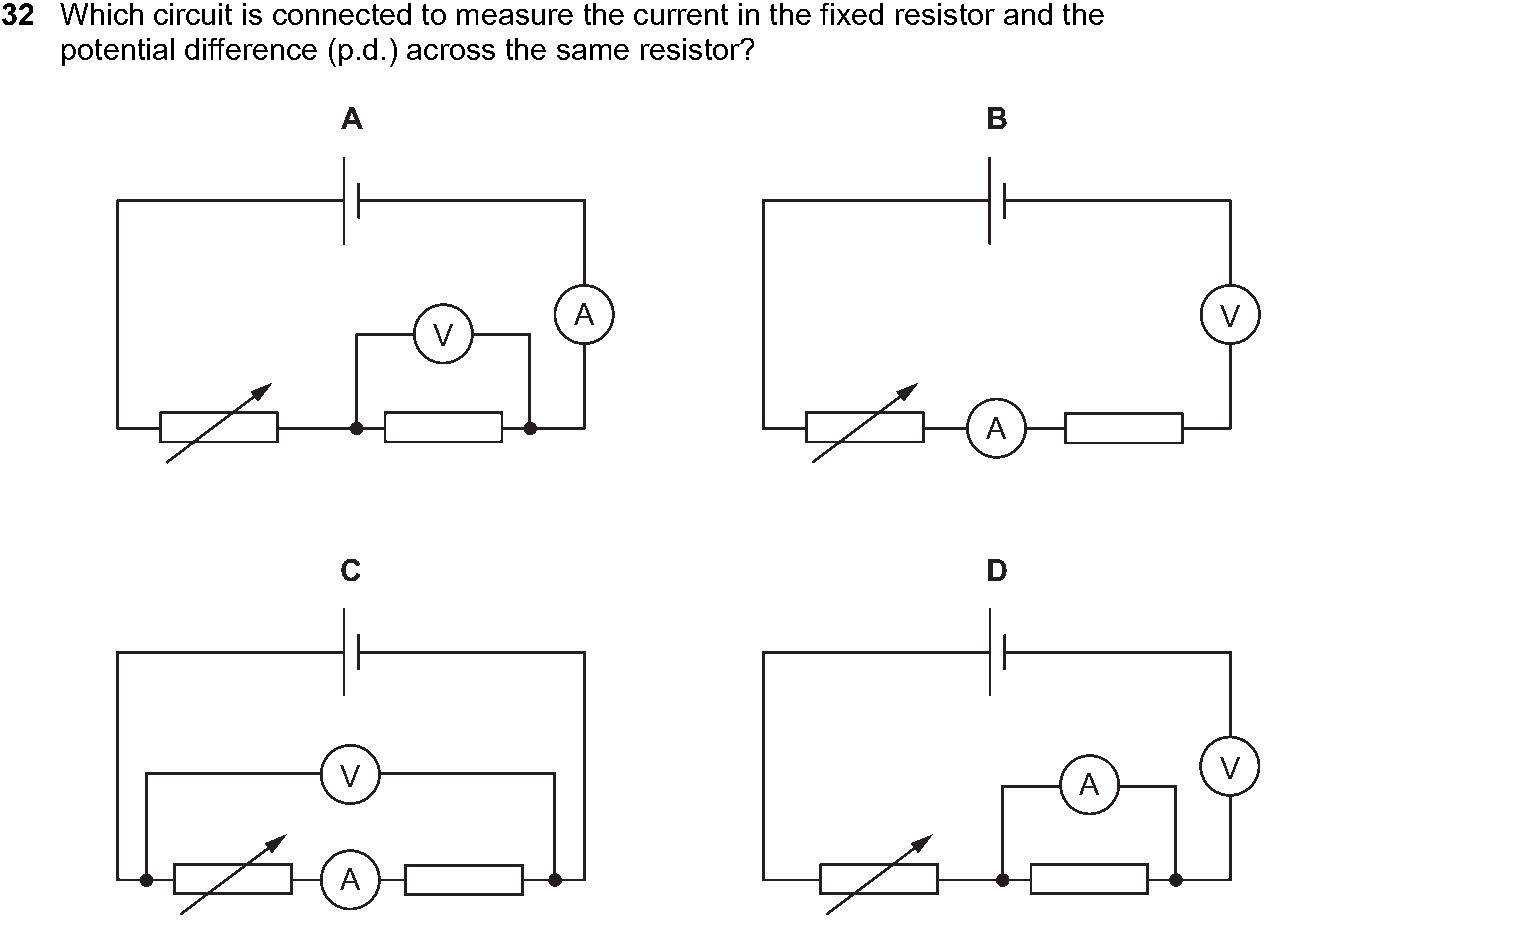 32 Which circuit is connected to measure the current in the fixed resistor and the
potential difference (p.d.) across the same resistor?
A
B
V
A
V
A
C
D
V
A
A
V